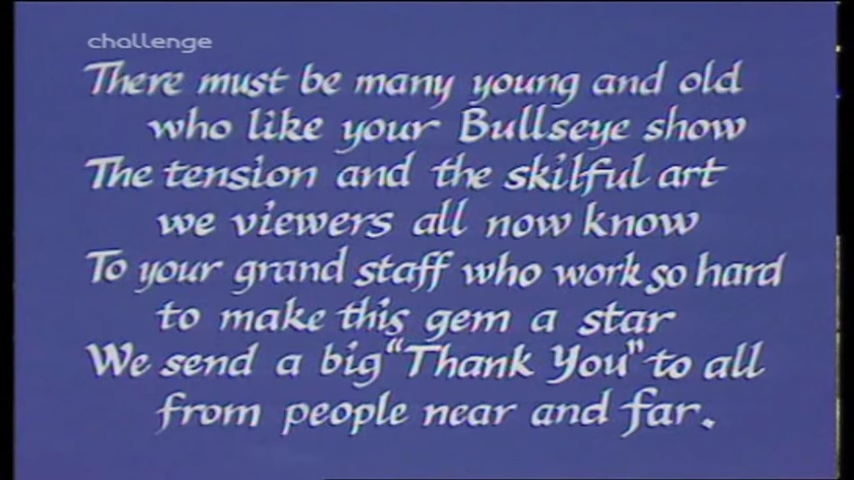 challenge
There must be many young and old
who like your Bullseye show
The tension and the skilful art
we viewers all now know
To your grand staff who work so hard
to make this gem a star
We send a big "Thank You" to all
from people near and far.